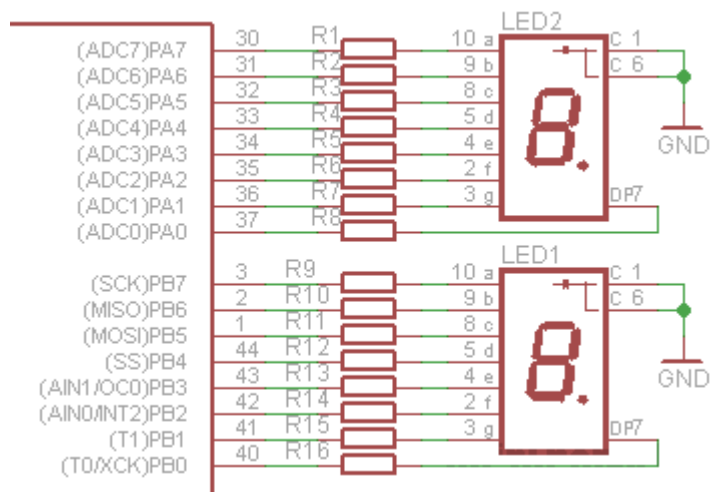 LED2
(ADC7)PA7 30 R1 10 a C 1
(ADC6)PA6 31 R2 9 b C 6
(ADC5)PA5 32 R3 8 c
(ADC4)PA4 33 R4 5 d
(ADC3)PA3 34 R5 4 e GND
(ADC2)PA2 35 R6 2 f
(ADC1)PA1 36 R7 3 g DP7
(ADC0)PA0 37 R8
LED1
(SCK)PB7 3 R9 10 a C 1
(MISO)PB6 2 R10 9 b C 6
(MOSI)PB5 1 R11 8 c
(SS)PB4 44 R12 5 d
(AIN1/OC0)PB3 43 R13 4 e GND
(AIN0/INT2)PB2 42 R14 2 f
(T1)PB1 41 R15 3 g DP7
(T0/XCK)PB0 40 R16